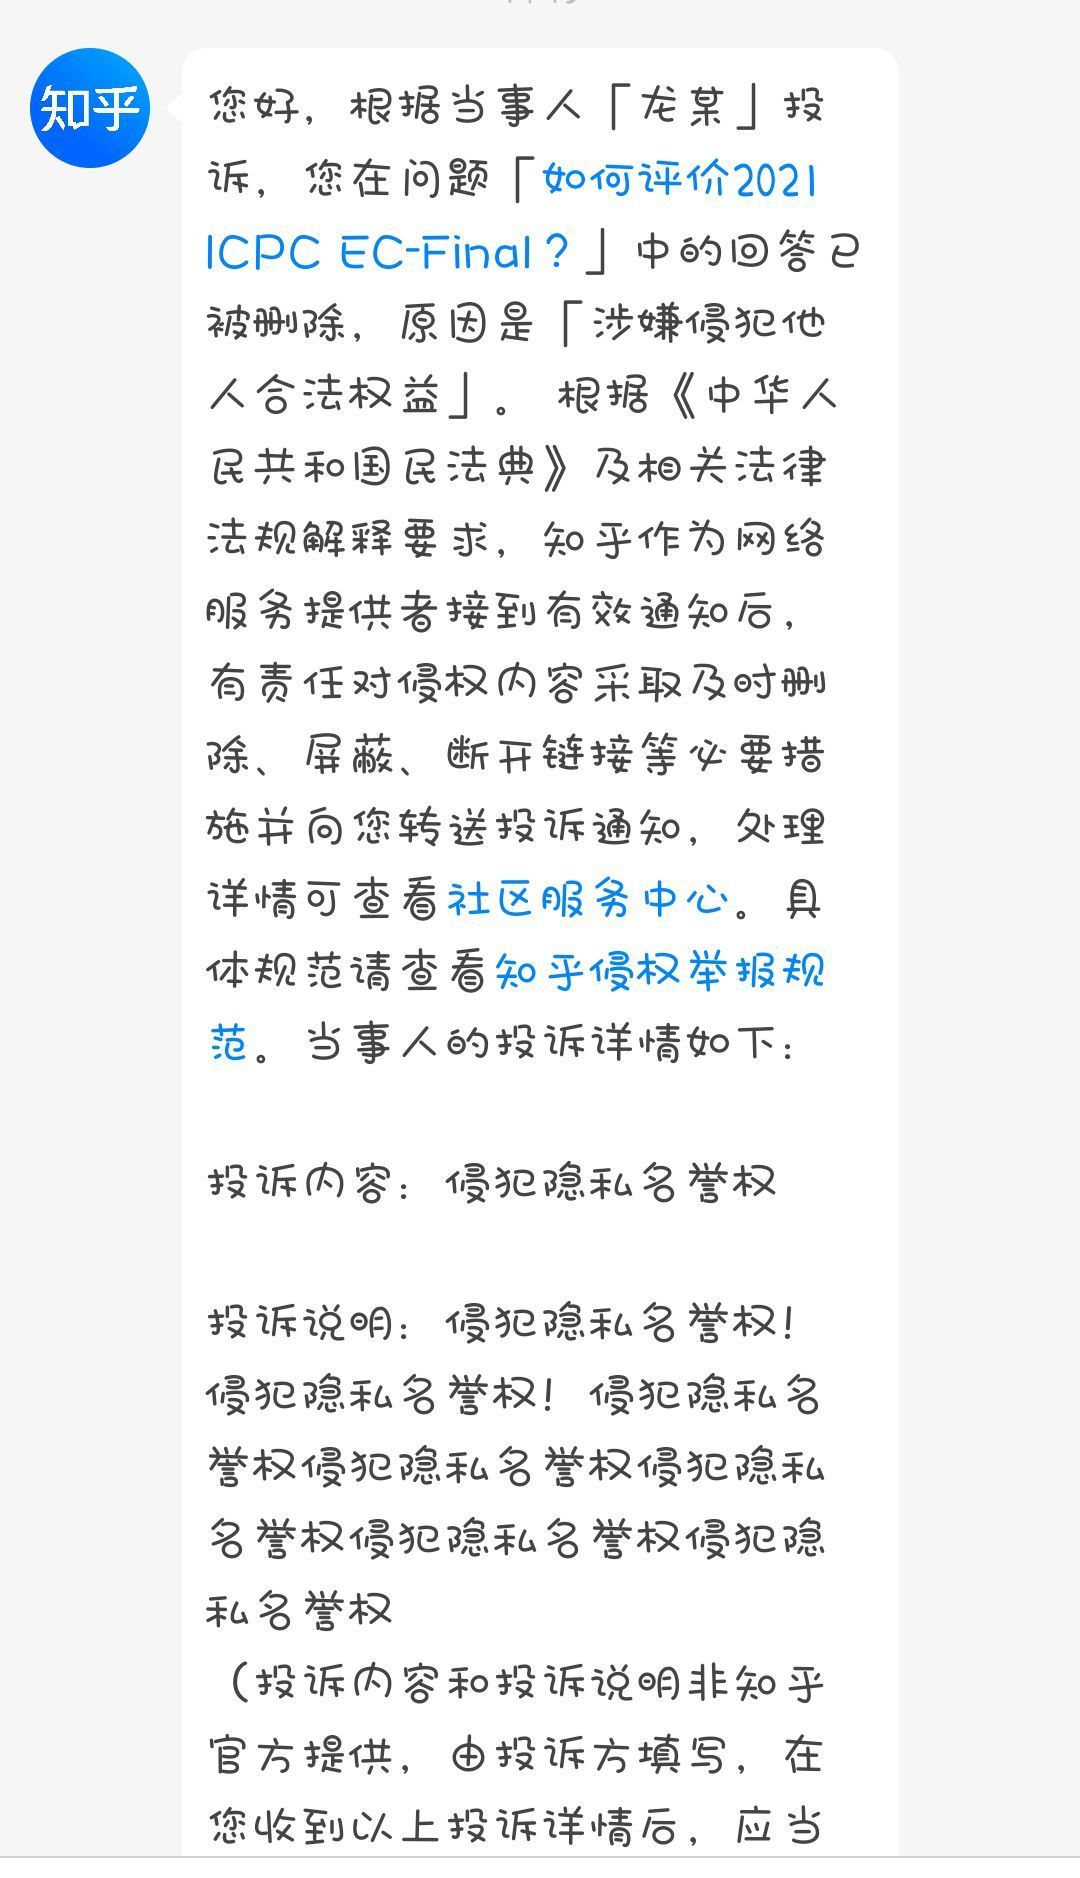 知乎
您好，根据当事人「龙某」投
诉，您在问题「如何评价2021
ICPC EC-Final？」中的回答已
被删除，原因是「涉嫌侵犯他
人合法权益」。 根据《中华人
民共和国民法典》及相关法律
法规解释要求，知乎作为网络
服务提供者接到有效通知后，
有责任对侵权内容采取及时删
除、屏蔽、断开链接等必要措
施并向您转送投诉通知，处理
详情可查看社区服务中心。具
体规范请查看知乎侵权举报规
范。当事人的投诉详情如下：
投诉内容：侵犯隐私名誉权
投诉说明：侵犯隐私名誉权！
侵犯隐私名誉权！侵犯隐私名
誉权侵犯隐私名誉权侵犯隐私
名誉权侵犯隐私名誉权侵犯隐
私名誉权
（投诉内容和投诉说明非知乎
官方提供，由投诉方填写，在
您收到以上投诉详情后，应当